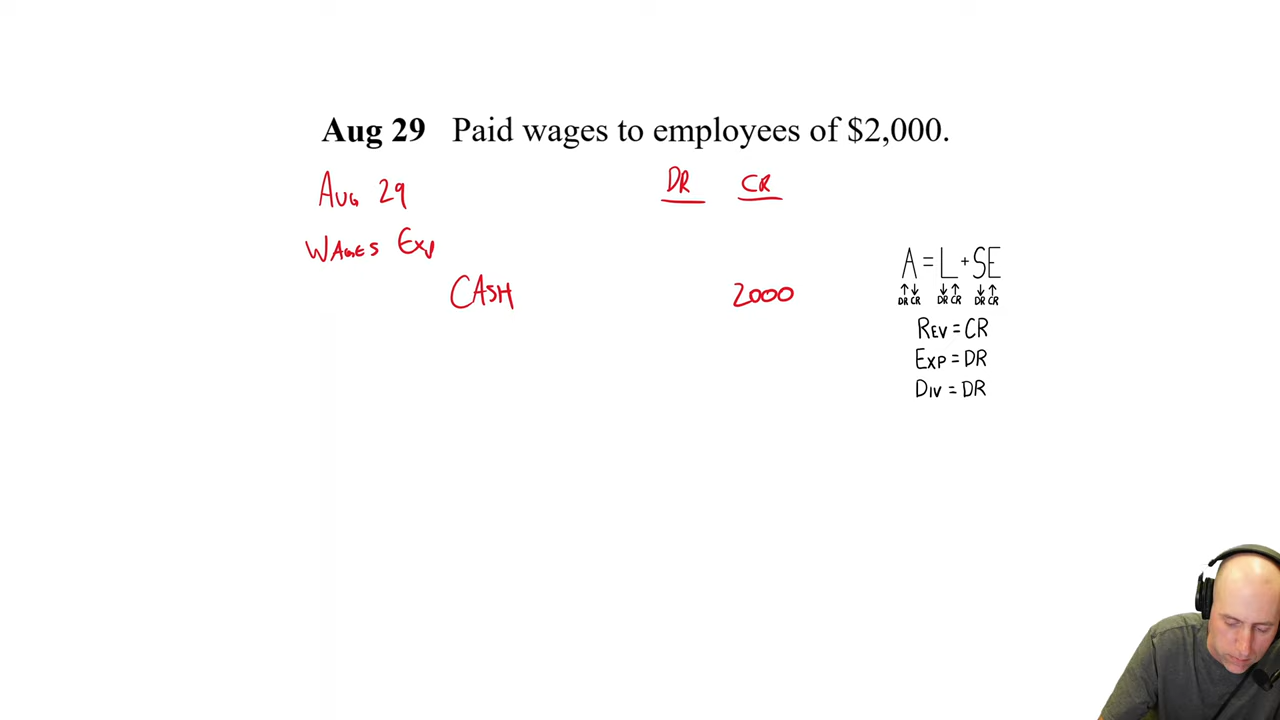 Aug 29 Paid wages to employees of $2,000.
Aug 29 DR CR
WAGES EXP
CASH 2000
A = L + SE
DR CR DR CR DR CR
REV = CR
EXP = DR
DIV = DR